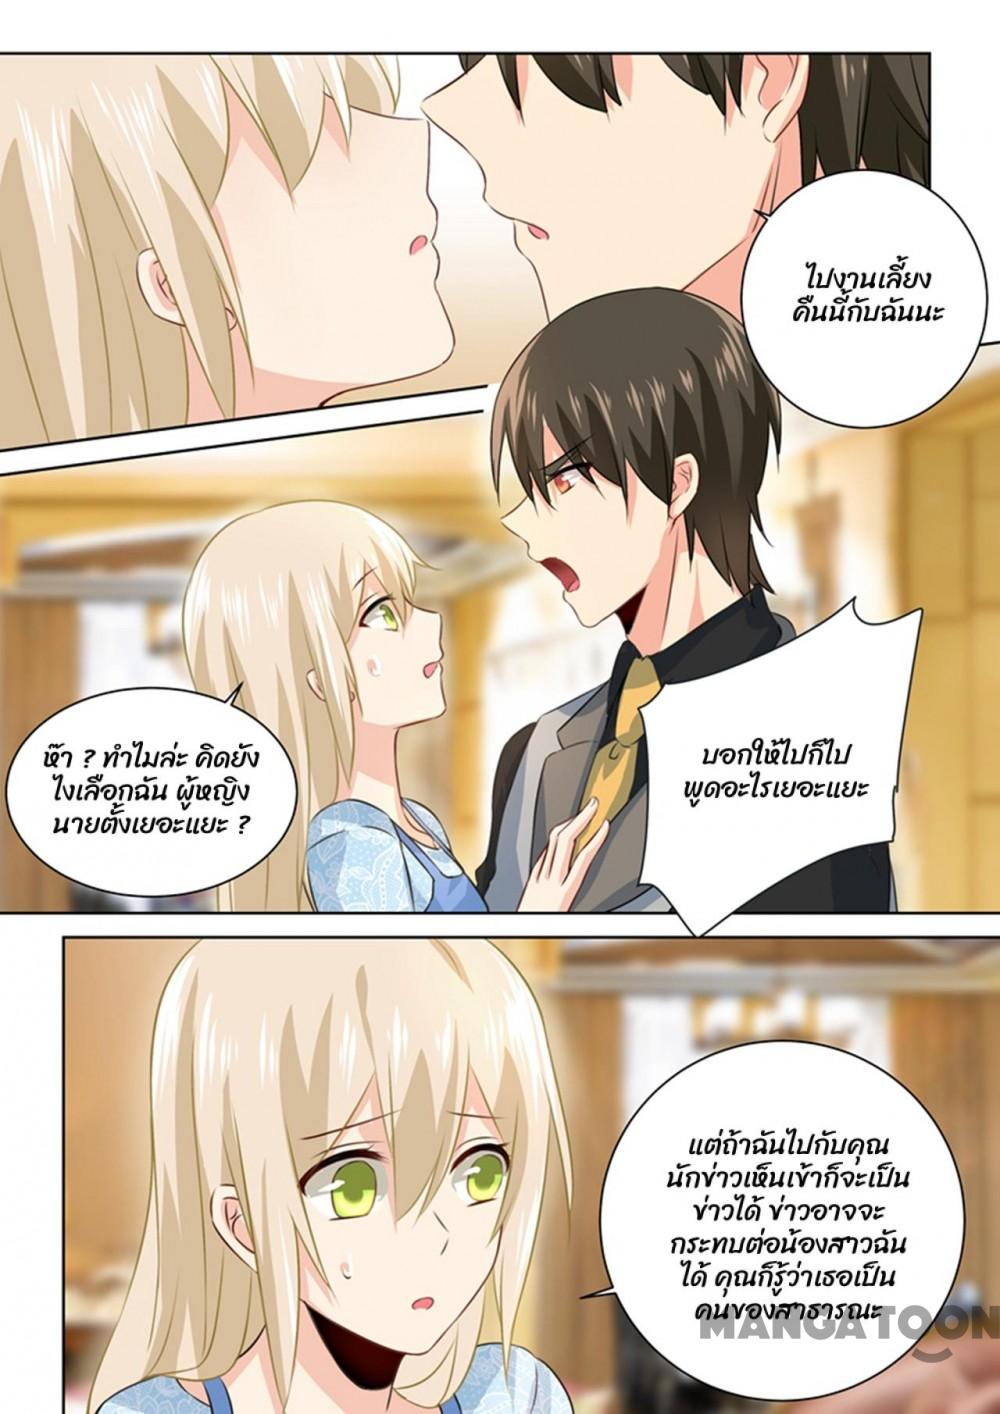 ไปงานเลี้ยง
คืนนี้กับฉันนะ
ห๊า ? ทำไมล่ะ คิดยัง
ไงเลือกฉัน ผู้หญิง
นายตั้งเยอะแยะ ?
บอกให้ไปก็ไป
พูดอะไรเยอะแยะ
แต่ถ้าฉันไปกับคุณ
นักข่าวเห็นเข้าก็จะเป็น
ข่าวได้ ข่าวอาจจะ
กระทบต่อน้องสาวฉัน
ได้ คุณก็รู้ว่าเธอเป็น
คนของสาธารณะ
MANGATOON